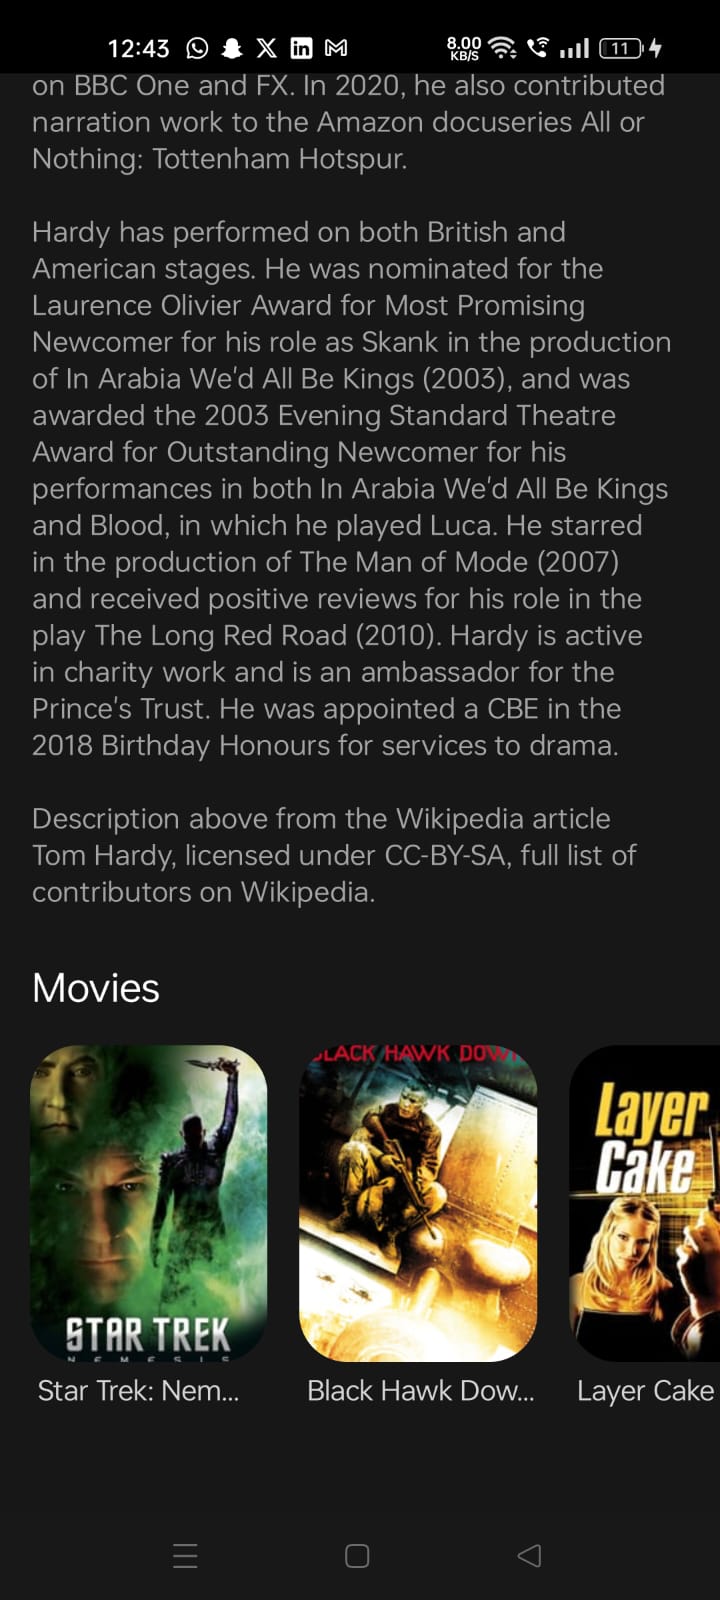 12:43
8.00
KB/S
11
on BBC One and FX. In 2020, he also contributed
narration work to the Amazon docuseries All or
Nothing: Tottenham Hotspur.
Hardy has performed on both British and
American stages. He was nominated for the
Laurence Olivier Award for Most Promising
Newcomer for his role as Skank in the production
of In Arabia We'd All Be Kings (2003), and was
awarded the 2003 Evening Standard Theatre
Award for Outstanding Newcomer for his
performances in both In Arabia We'd All Be Kings
and Blood, in which he played Luca. He starred
in the production of The Man of Mode (2007)
and received positive reviews for his role in the
play The Long Red Road (2010). Hardy is active
in charity work and is an ambassador for the
Prince's Trust. He was appointed a CBE in the
2018 Birthday Honours for services to drama.
Description above from the Wikipedia article
Tom Hardy, licensed under CC-BY-SA, full list of
contributors on Wikipedia.
Movies
STAR TREK
NEMESIS
BLACK HAWK DOWN
Layer
Cake
Star Trek: Nem...
Black Hawk Dow...
Layer Cake